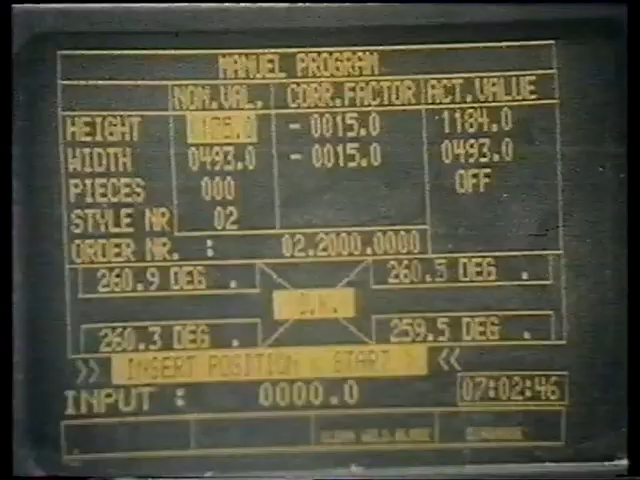 MANUEL PROGRAM
NOM.VAL. CORR.FACTOR ACT.VALUE
HEIGHT -0015.0 1184.0
WIDTH 0493.0 -0015.0 0493.0
PIECES 000 OFF
STYLE NR 02
ORDER NR. : 02.2000.0000
260.9 DEG . 260.5 DEG .
260.3 DEG . 259.5 DEG .
>> INSERT POSITION START <<
INPUT : 0000.0 07:02:46